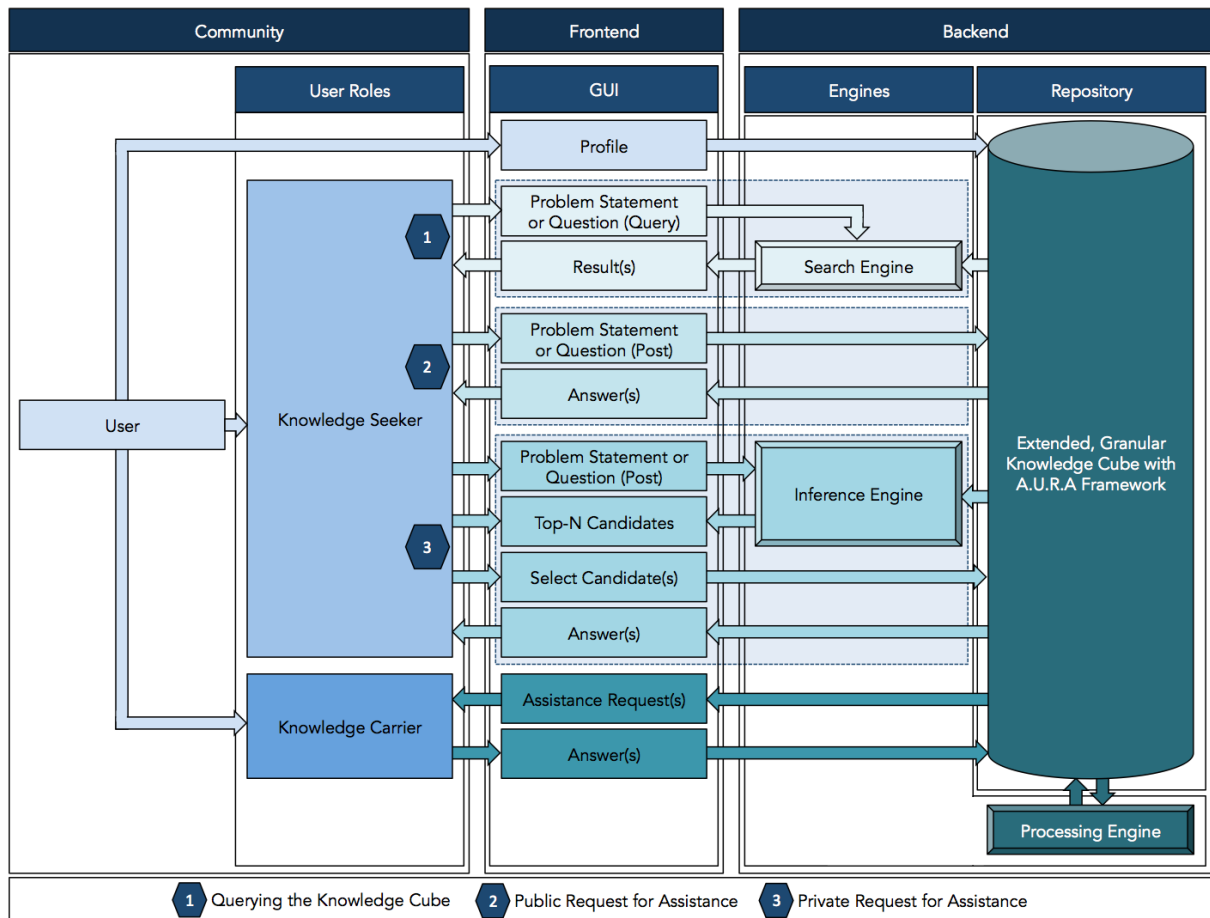 Community
Frontend
Backend
User Roles
GUI
Engines
Repository
Profile
Problem Statement
or Question (Query)
1
Result(s)
Search Engine
Problem Statement
or Question (Post)
2
Answer(s)
User
Knowledge Seeker
Extended, Granular
Knowledge Cube with
A.U.R.A Framework
Problem Statement or
Question (Post)
Inference Engine
Top-N Candidates
3
Select Candidate(s)
Answer(s)
Assistance Request(s)
Knowledge Carrier
Answer(s)
Processing Engine
1 Querying the Knowledge Cube 2 Public Request for Assistance 3 Private Request for Assistance